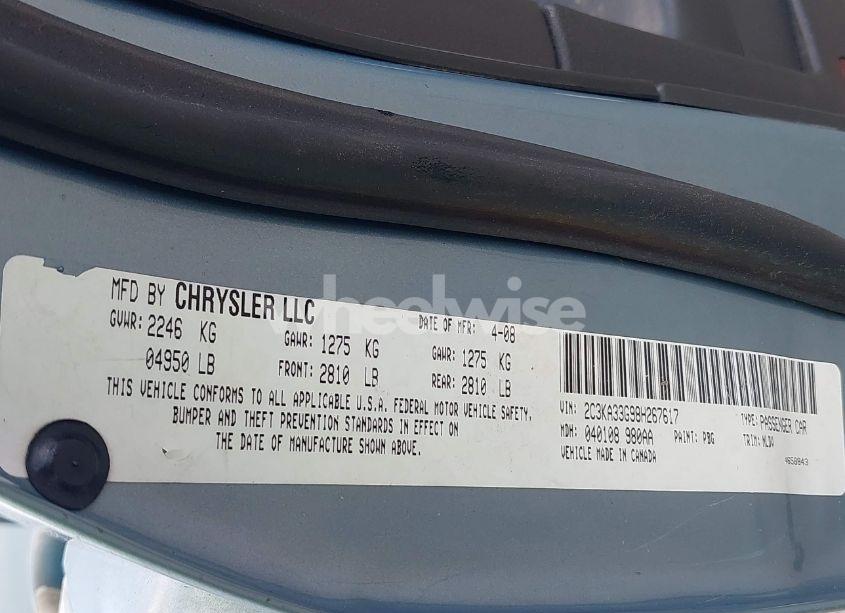 wheelwise
MFD BY CHRYSLER LLC
DATE OF MFR: 4-08
GVWR: 2246 KG
GAWR: 1275 KG
GAWR: 1275 KG
04950 LB
FRONT: 2810 LB
REAR: 2810 LB
THIS VEHICLE CONFORMS TO ALL APPLICABLE U.S.A. FEDERAL MOTOR VEHICLE SAFETY,
BUMPER AND THEFT PREVENTION STANDARDS IN EFFECT ON
THE DATE OF MANUFACTURE SHOWN ABOVE.
VIN: 2C3KA33G98H267617
TYPE: PASSENGER CAR
MDH: 040108 980AA
PAINT: PBG
TRIM: HLDV
VEHICLE MADE IN CANADA